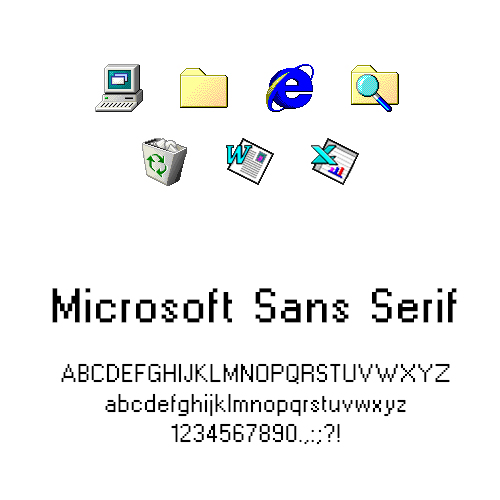 Microsoft Sans Serif
ABCDEFGHIJKLMNOPQRSTUVWXYZ
abcdefghijklmnopqrstuvwxyz
1234567890.,:;?!